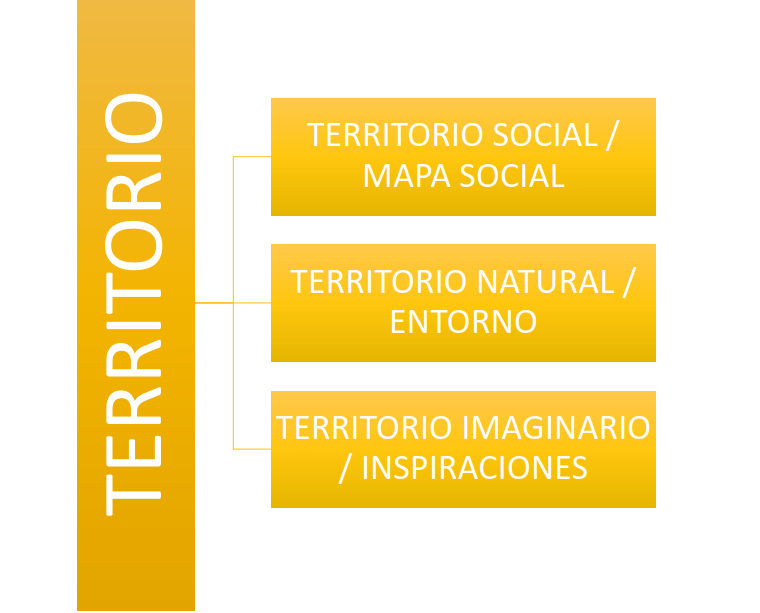 TERRITORIO
TERRITORIO SOCIAL /
MAPA SOCIAL
TERRITORIO NATURAL /
ENTORNO
TERRITORIO IMAGINARIO
/ INSPIRACIONES